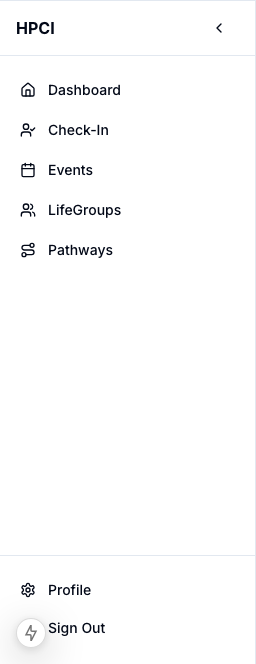 HPCI
Dashboard
Check-In
Events
LifeGroups
Pathways
Profile
Sign Out